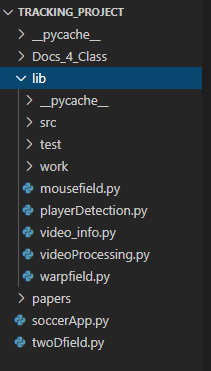 TRACKING_PROJECT
__pycache__
Docs_4_Class
lib
__pycache__
src
test
work
mousefield.py
playerDetection.py
video_info.py
videoProcessing.py
warpfield.py
papers
soccerApp.py
twoDfield.py